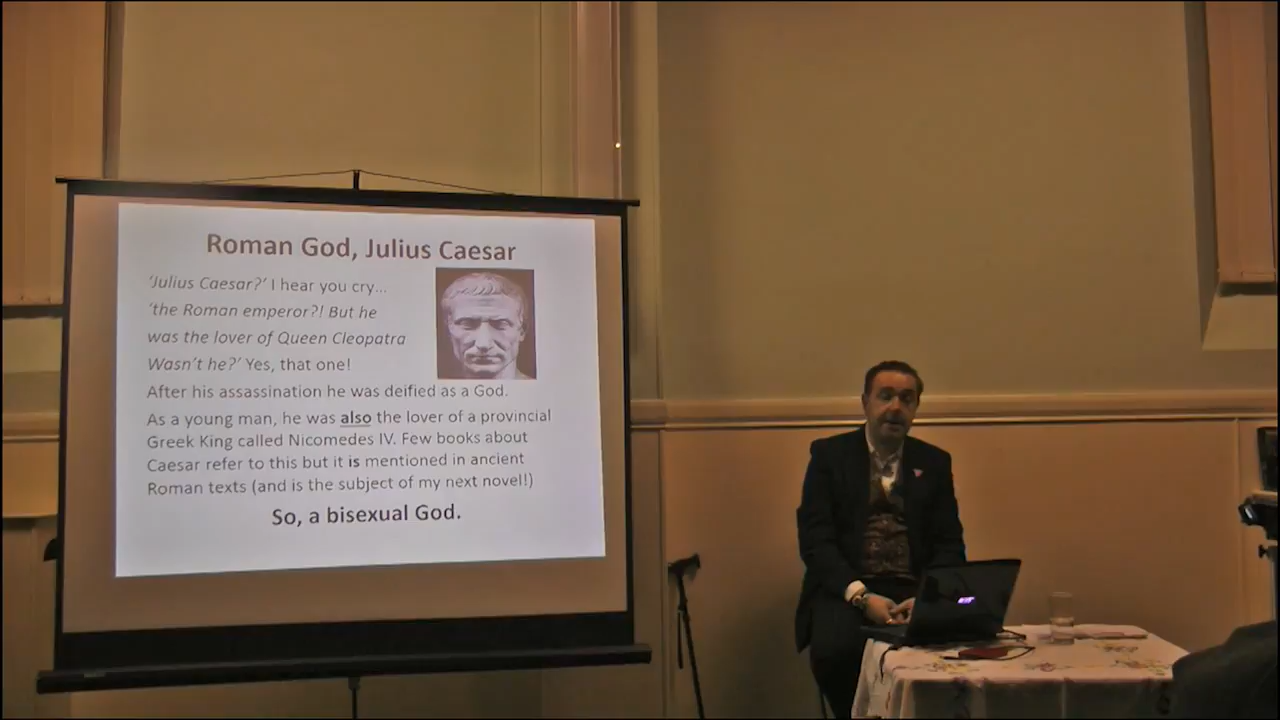 Roman God, Julius Caesar
'Julius Caesar?' I hear you cry...
'the Roman emperor?! But he
was the lover of Queen Cleopatra
Wasn't he?' Yes, that one!
After his assassination he was deified as a God.
As a young man, he was also the lover of a provincial
Greek King called Nicomedes IV. Few books about
Caesar refer to this but it is mentioned in ancient
Roman texts (and is the subject of my next novel!)
So, a bisexual God.